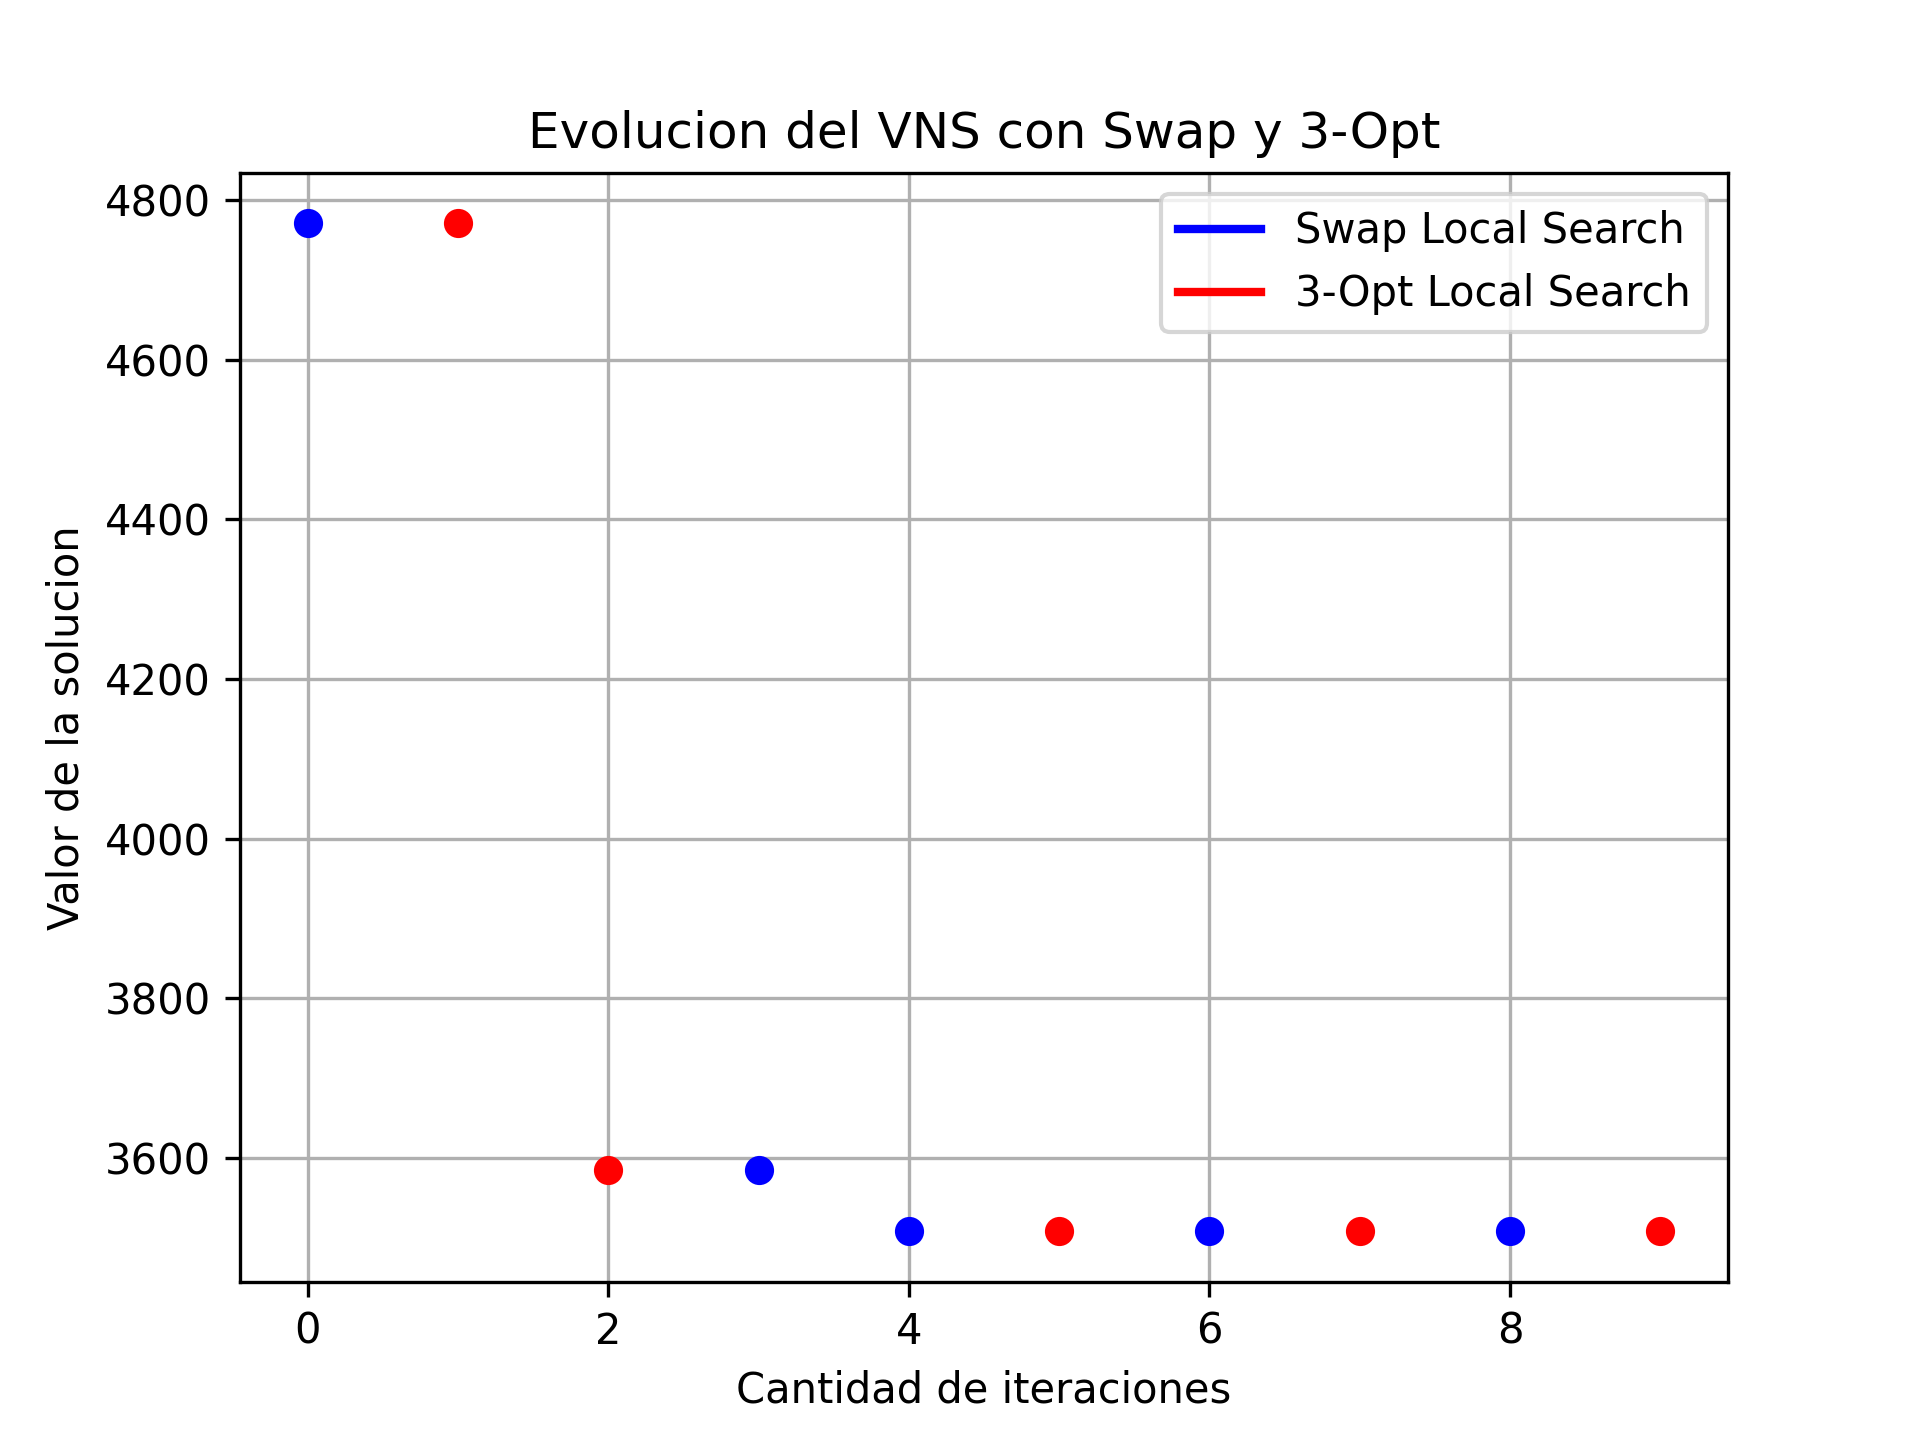 Evolucion del VNS con Swap y 3-Opt
Swap Local Search
3-Opt Local Search
Valor de la solucion
4800
4600
4400
4200
4000
3800
3600
0 2 4 6 8
Cantidad de iteraciones